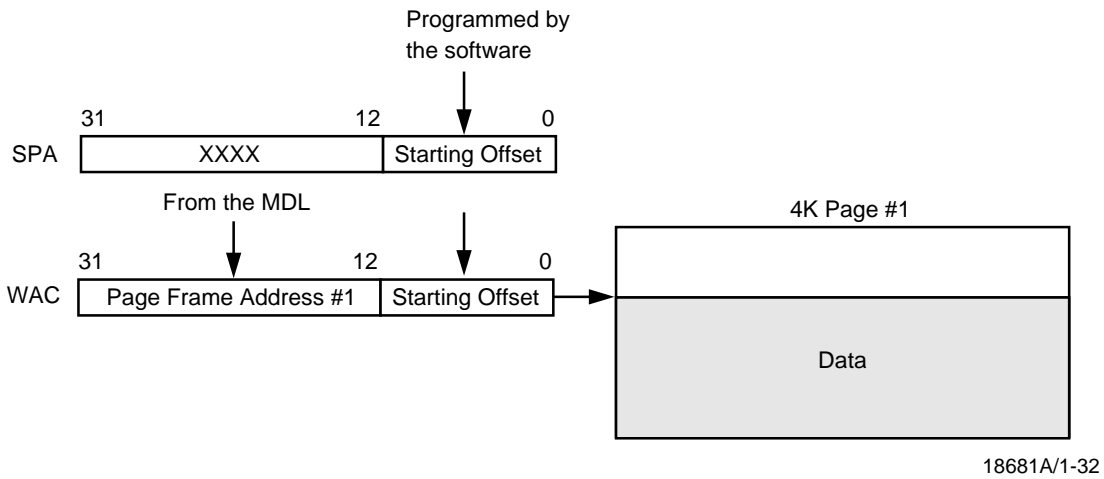 Programmed by
the software
31 12 0
SPA XXXX Starting Offset
From the MDL
4K Page #1
31 12 0
WAC Page Frame Address #1 Starting Offset
Data
18681A/1-32